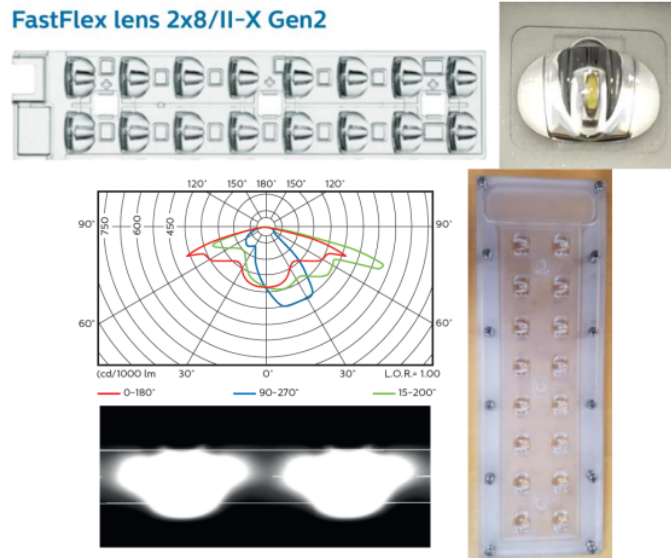 FastFlex lens 2x8/II-X Gen2
120° 150° 180° 150° 120°
90° 750 600 450 90°
60° 60°
(cd/1000 lm 30° 0° 30° L.O.R.= 1.00
0-180° 90-270° 15-200°